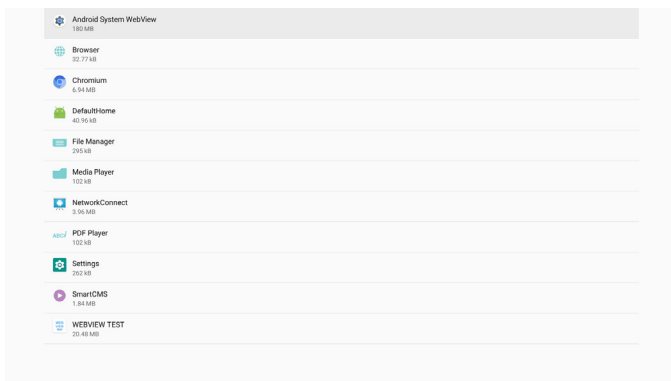 Android System WebView
180 MB
Browser
32.77 kB
Chromium
6.94 MB
DefaultHome
40.96 kB
File Manager
295 kB
Media Player
102 kB
NetworkConnect
3.96 MB
PDF Player
102 kB
Settings
262 kB
SmartCMS
1.84 MB
WEBVIEW TEST
20.48 MB